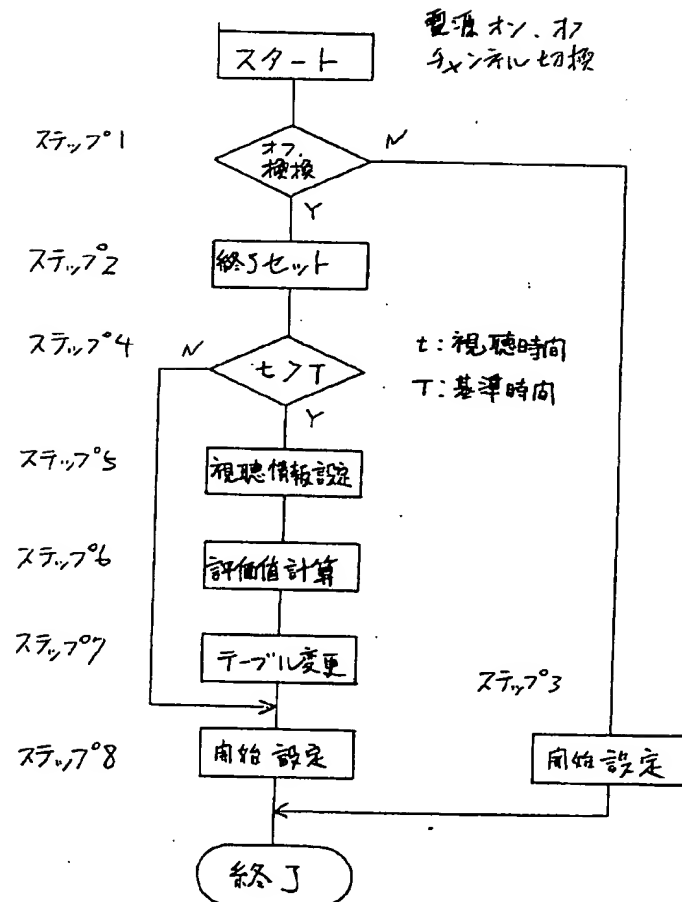 電源オン、オフ
チャンネル切換
スタート
ステップ1
オフ、
N
Y
ステップ2
終了セット
ステップ4
N
t>T
Y
t:視聴時間
T:基準時間
ステップ5
視聴情報設定
ステップ6
評価値計算
ステップ7
テーブル変更
ステップ3
ステップ8
開始設定
開始設定
終了